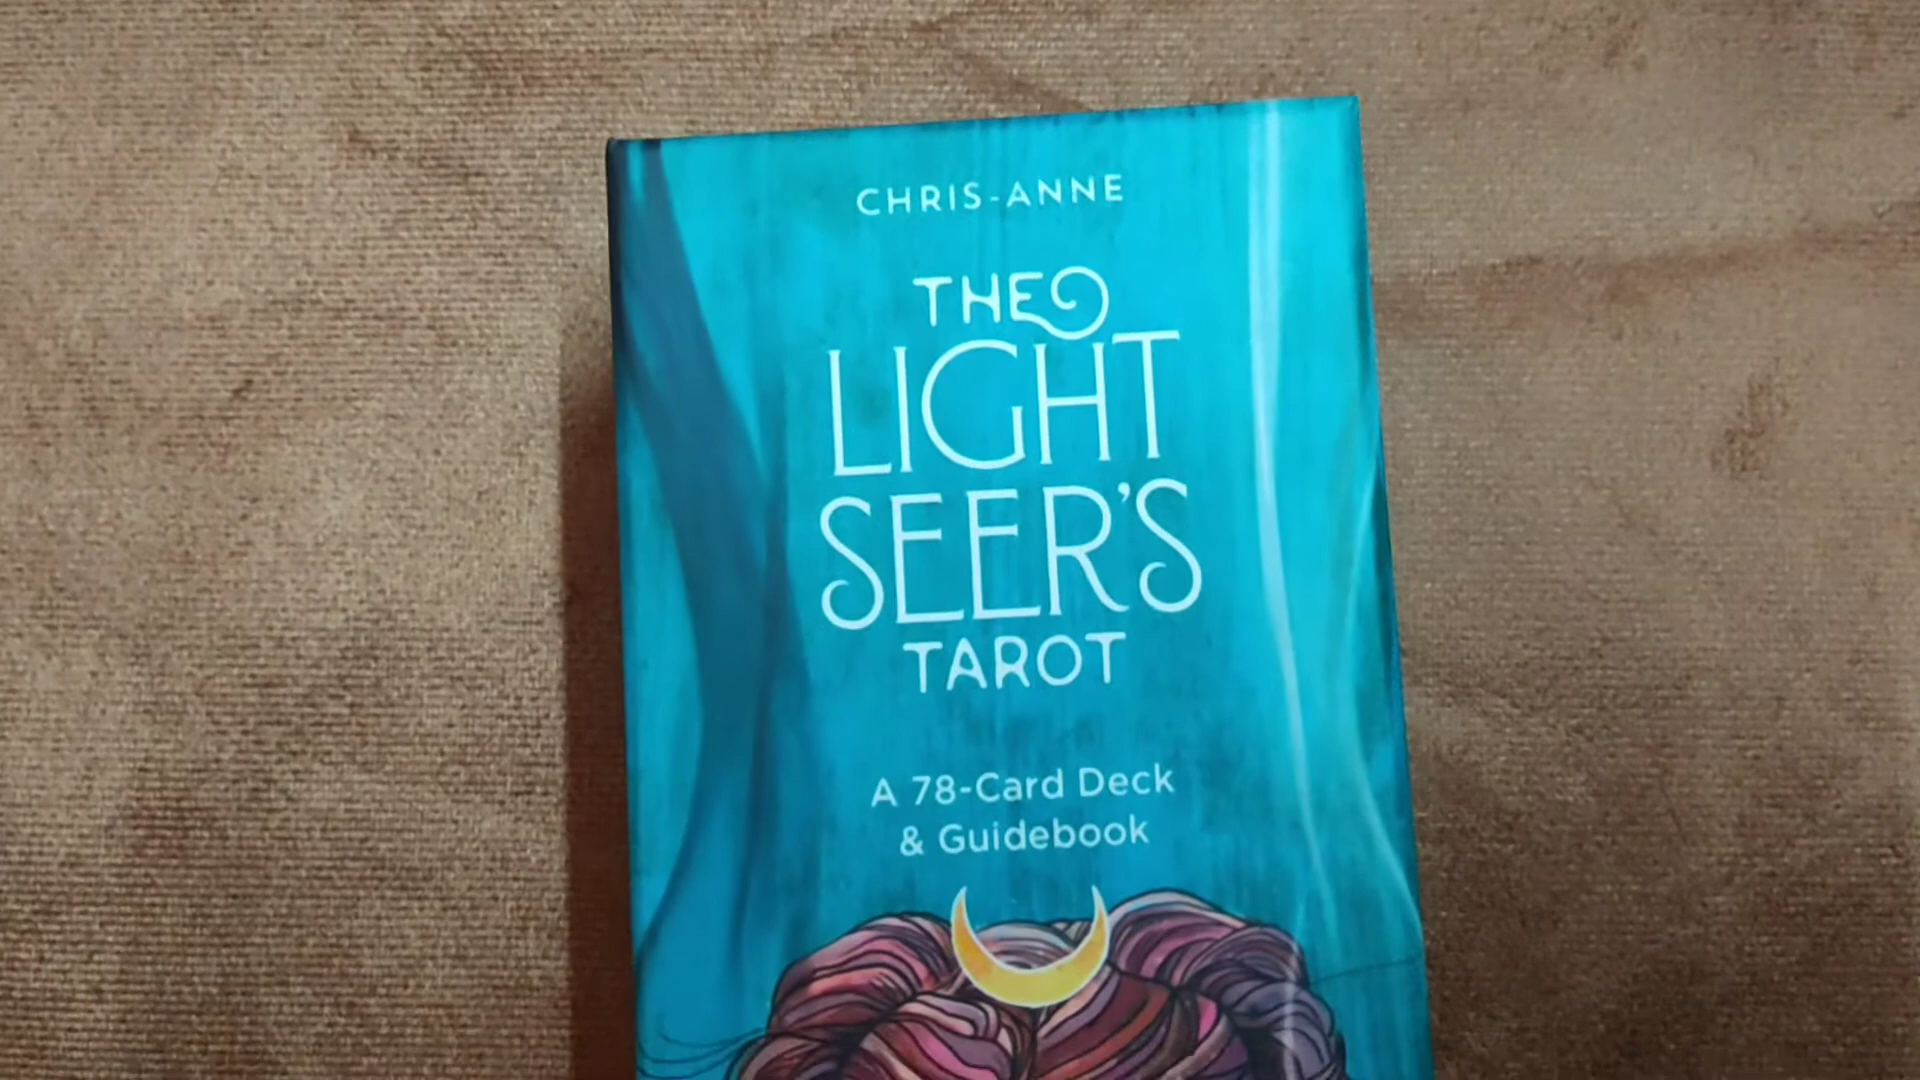 CHRIS-ANNE
THE
LIGHT
SEER'S
TAROT
A 78-Card Deck
& Guidebook